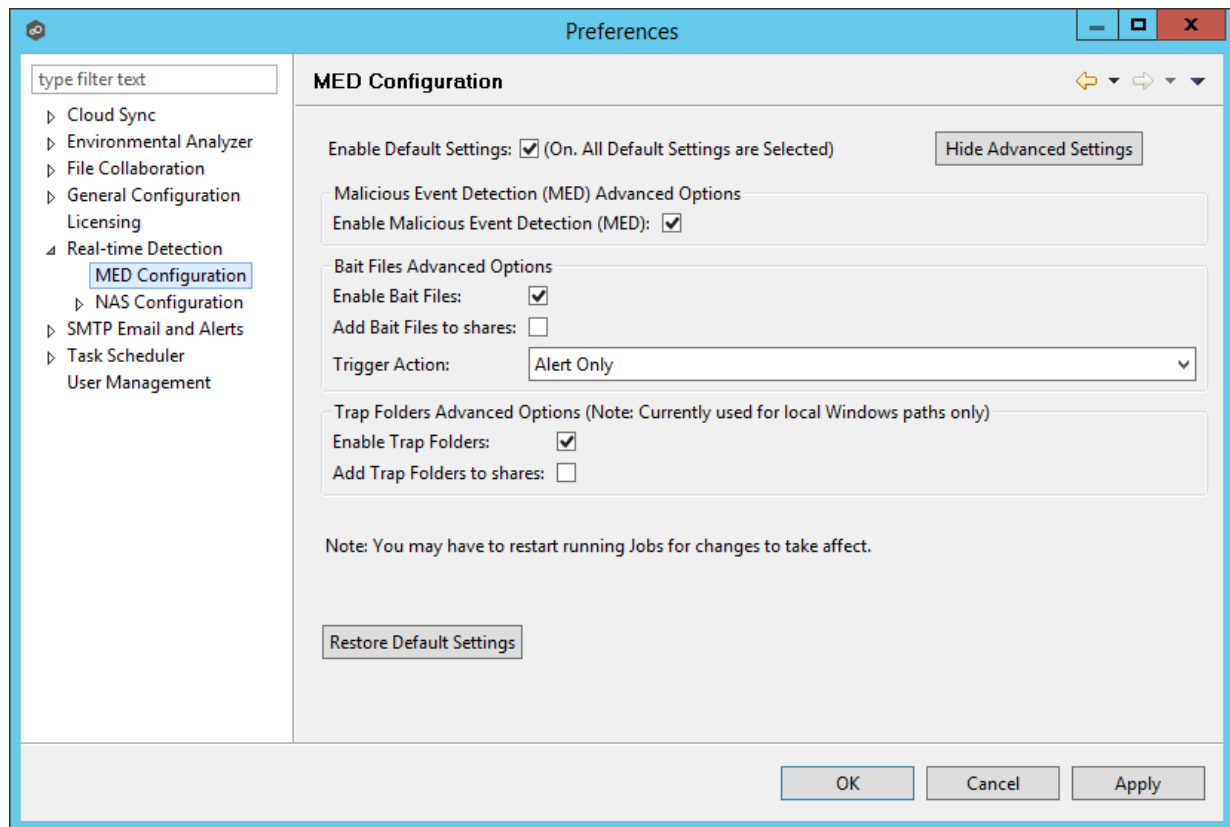 Preferences
type filter text
Cloud Sync
Environmental Analyzer
File Collaboration
General Configuration
Licensing
Real-time Detection
MED Configuration
NAS Configuration
SMTP Email and Alerts
Task Scheduler
User Management
MED Configuration
Enable Default Settings: (On. All Default Settings are Selected) Hide Advanced Settings
Malicious Event Detection (MED) Advanced Options
Enable Malicious Event Detection (MED):
Bait Files Advanced Options
Enable Bait Files:
Add Bait Files to shares:
Trigger Action: Alert Only
Trap Folders Advanced Options (Note: Currently used for local Windows paths only)
Enable Trap Folders:
Add Trap Folders to shares:
Note: You may have to restart running Jobs for changes to take affect.
Restore Default Settings
OK Cancel Apply